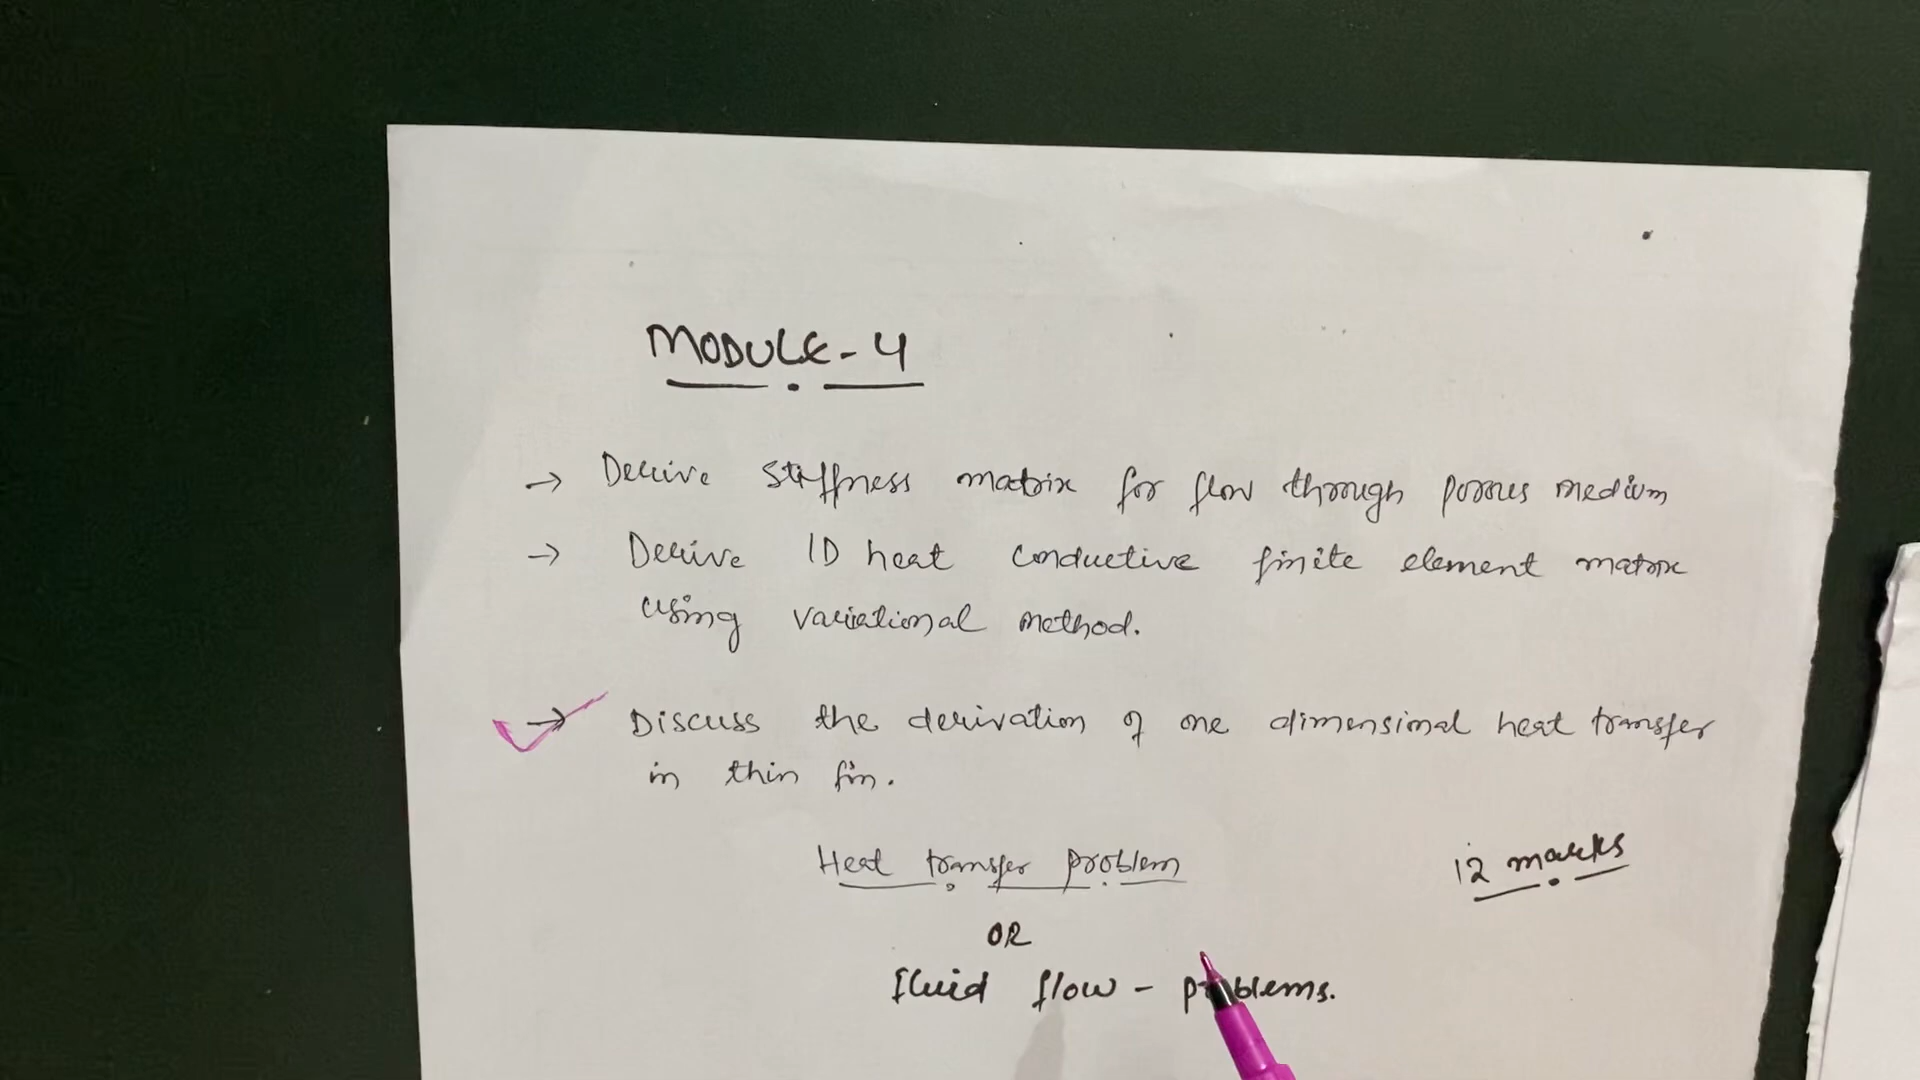 MODULE-4
→ Derive stiffness matrix for flow through porous medium
→ Derive 1D heat conductive finite element matrix
using variational method.
→ Discuss the derivation of one dimensional heat transfer
in thin fin.
Heat transfer problem
12 marks
OR
fluid flow - problems.